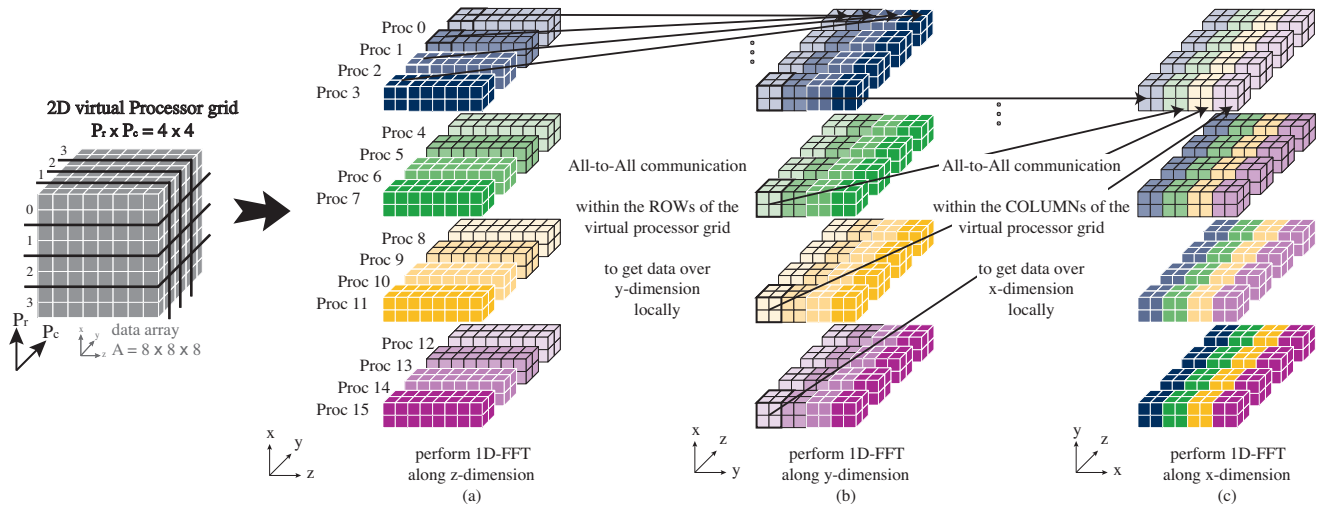 2D virtual Processor grid
Pr x Pc = 4 x 4
3
2
1
0
1
2
3
Pr
Pc
x
y
z
data array
A = 8 x 8 x 8
Proc 0
Proc 1
Proc 2
Proc 3
Proc 4
Proc 5
Proc 6
Proc 7
Proc 8
Proc 9
Proc 10
Proc 11
Proc 12
Proc 13
Proc 14
Proc 15
x
y
z
perform 1D-FFT
along z-dimension
(a)
All-to-All communication
within the ROWs of the
virtual processor grid
to get data over
y-dimension
locally
x
z
y
perform 1D-FFT
along y-dimension
(b)
All-to-All communication
within the COLUMNs of the
virtual processor grid
to get data over
x-dimension
locally
y
z
x
perform 1D-FFT
along x-dimension
(c)